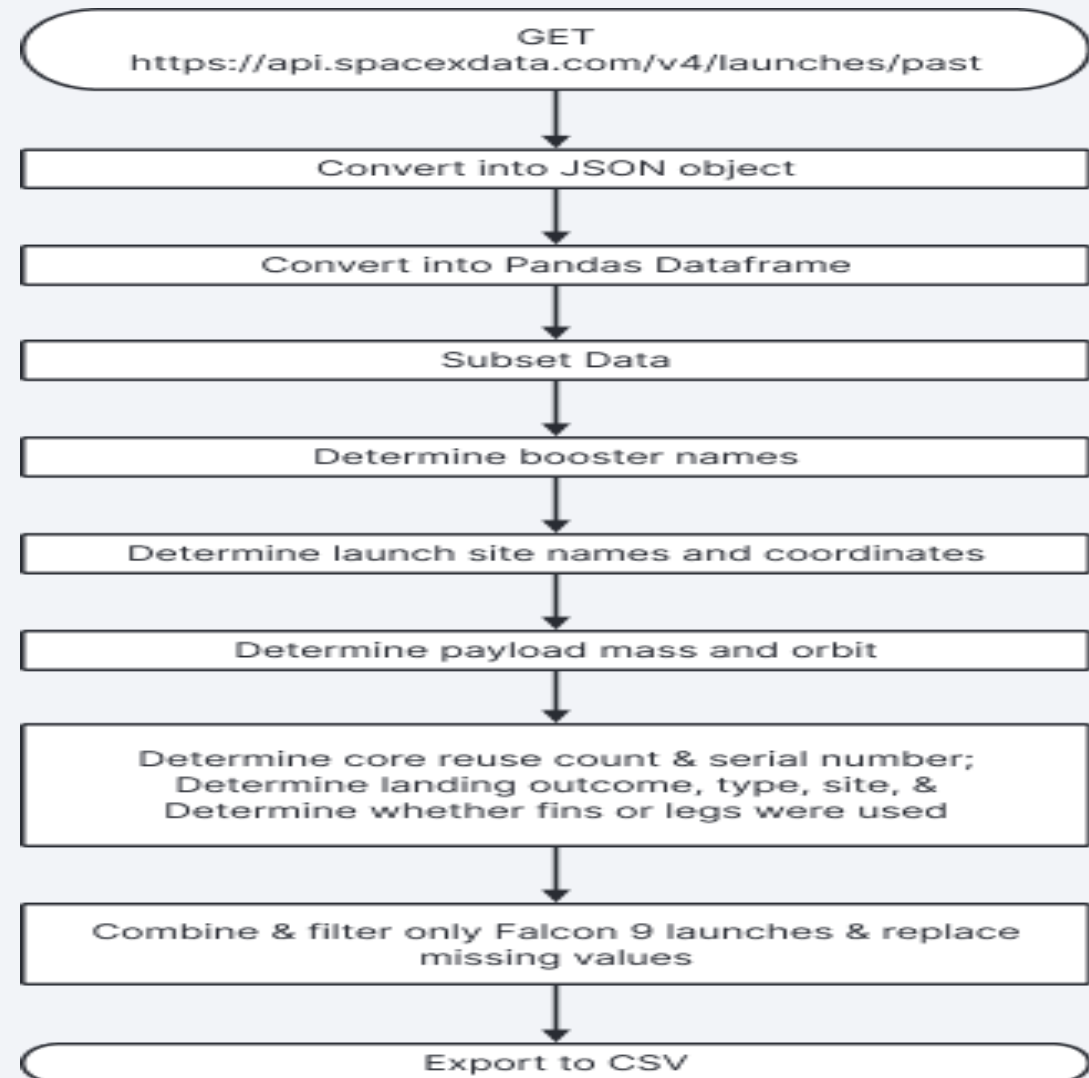 GET
https://api.spacexdata.com/v4/launches/past
Convert into JSON object
Convert into Pandas Dataframe
Subset Data
Determine booster names
Determine launch site names and coordinates
Determine payload mass and orbit
Determine core reuse count & serial number;
Determine landing outcome, type, site, &
Determine whether fins or legs were used
Combine & filter only Falcon 9 launches & replace
missing values
Export to CSV